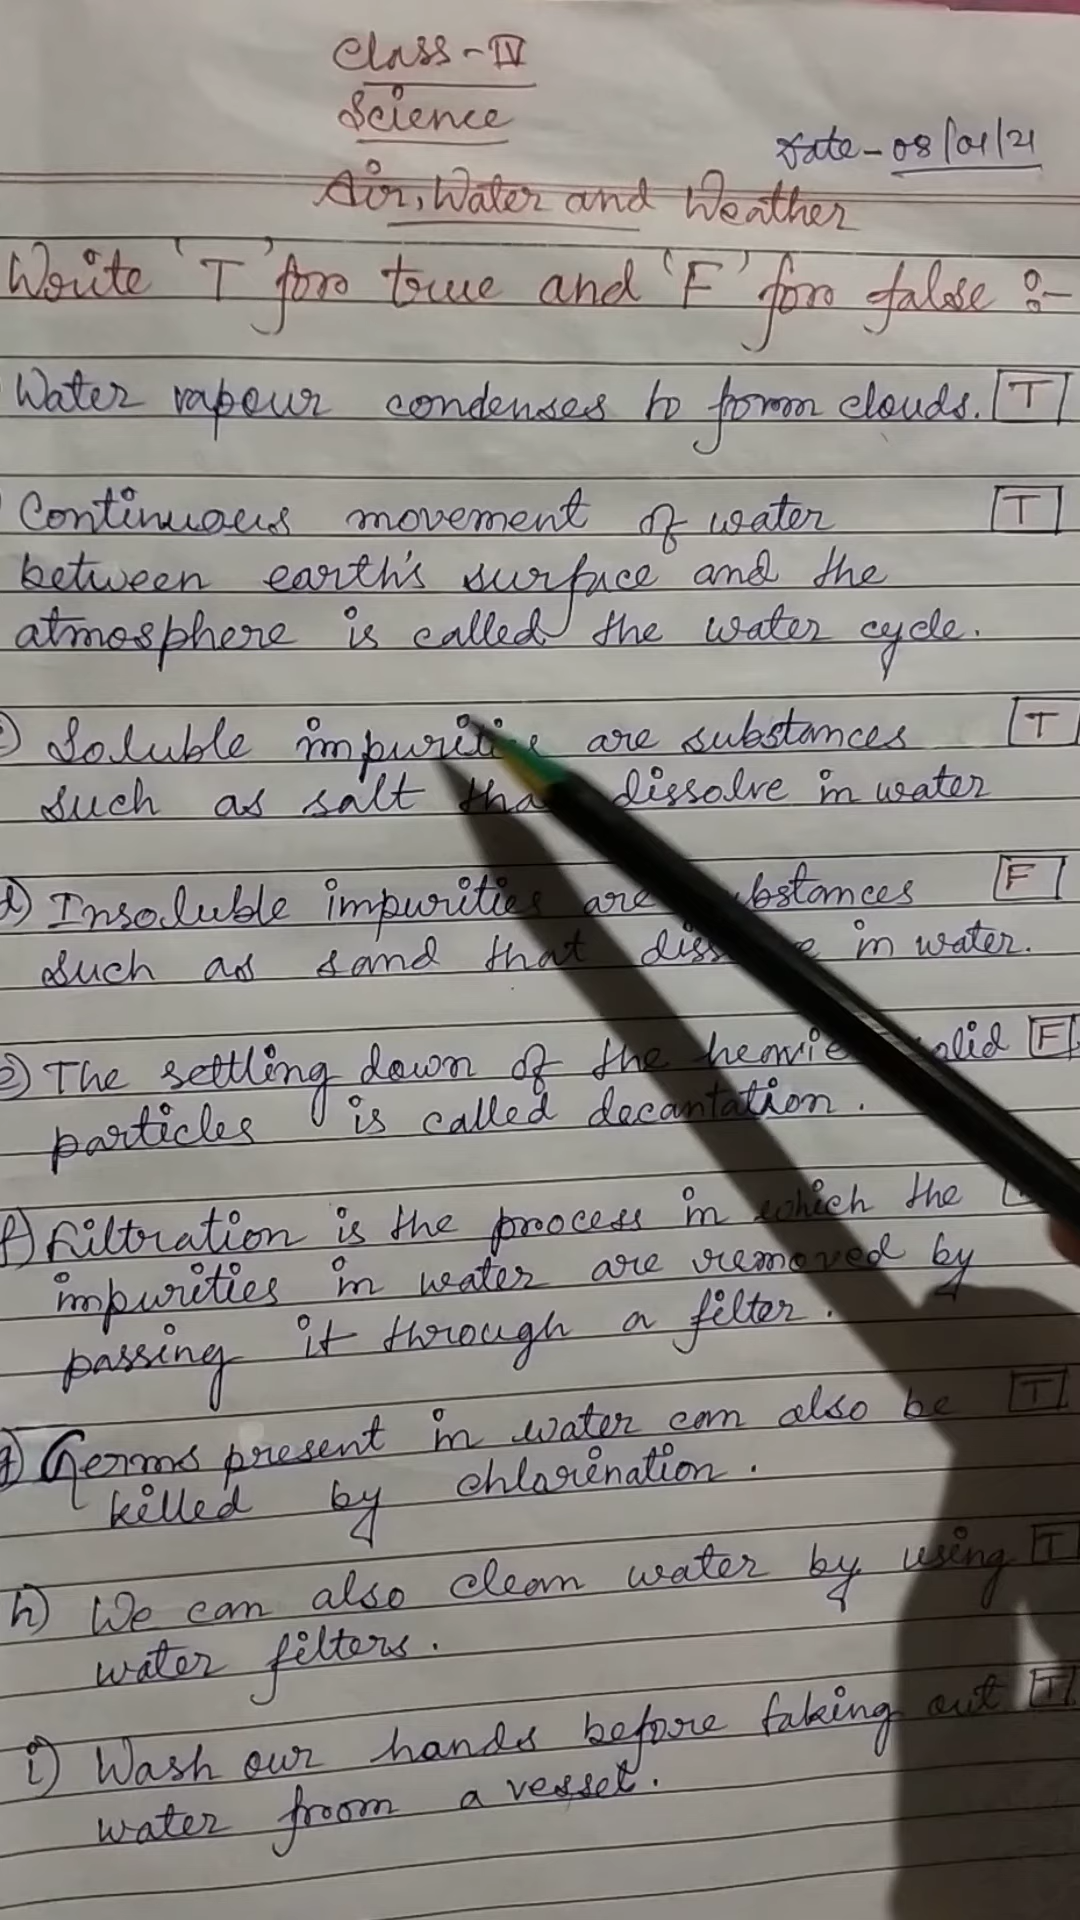 Class-IV
Science
Date-08/01/21
Air, Water and Weather
Write 'T' for true and 'F' for false :-
Water vapour condenses to form clouds. T
Continuous movement of water T
between earth's surface and the
atmosphere is called the water cycle.
Soluble impurities are substances T
such as salt dissolve in water
d) Insoluble impurities are F
such as sand that in water.
e) The settling down of the F
particles is called decantation.
f) Filtration is the process in which the
impurities in water are removed by
passing it through a filter.
g) Germs present in water can also be T
killed by chlorination.
h) We can also clean water by using T
water filters.
i) Wash our hands before taking out T
water from a vessel.